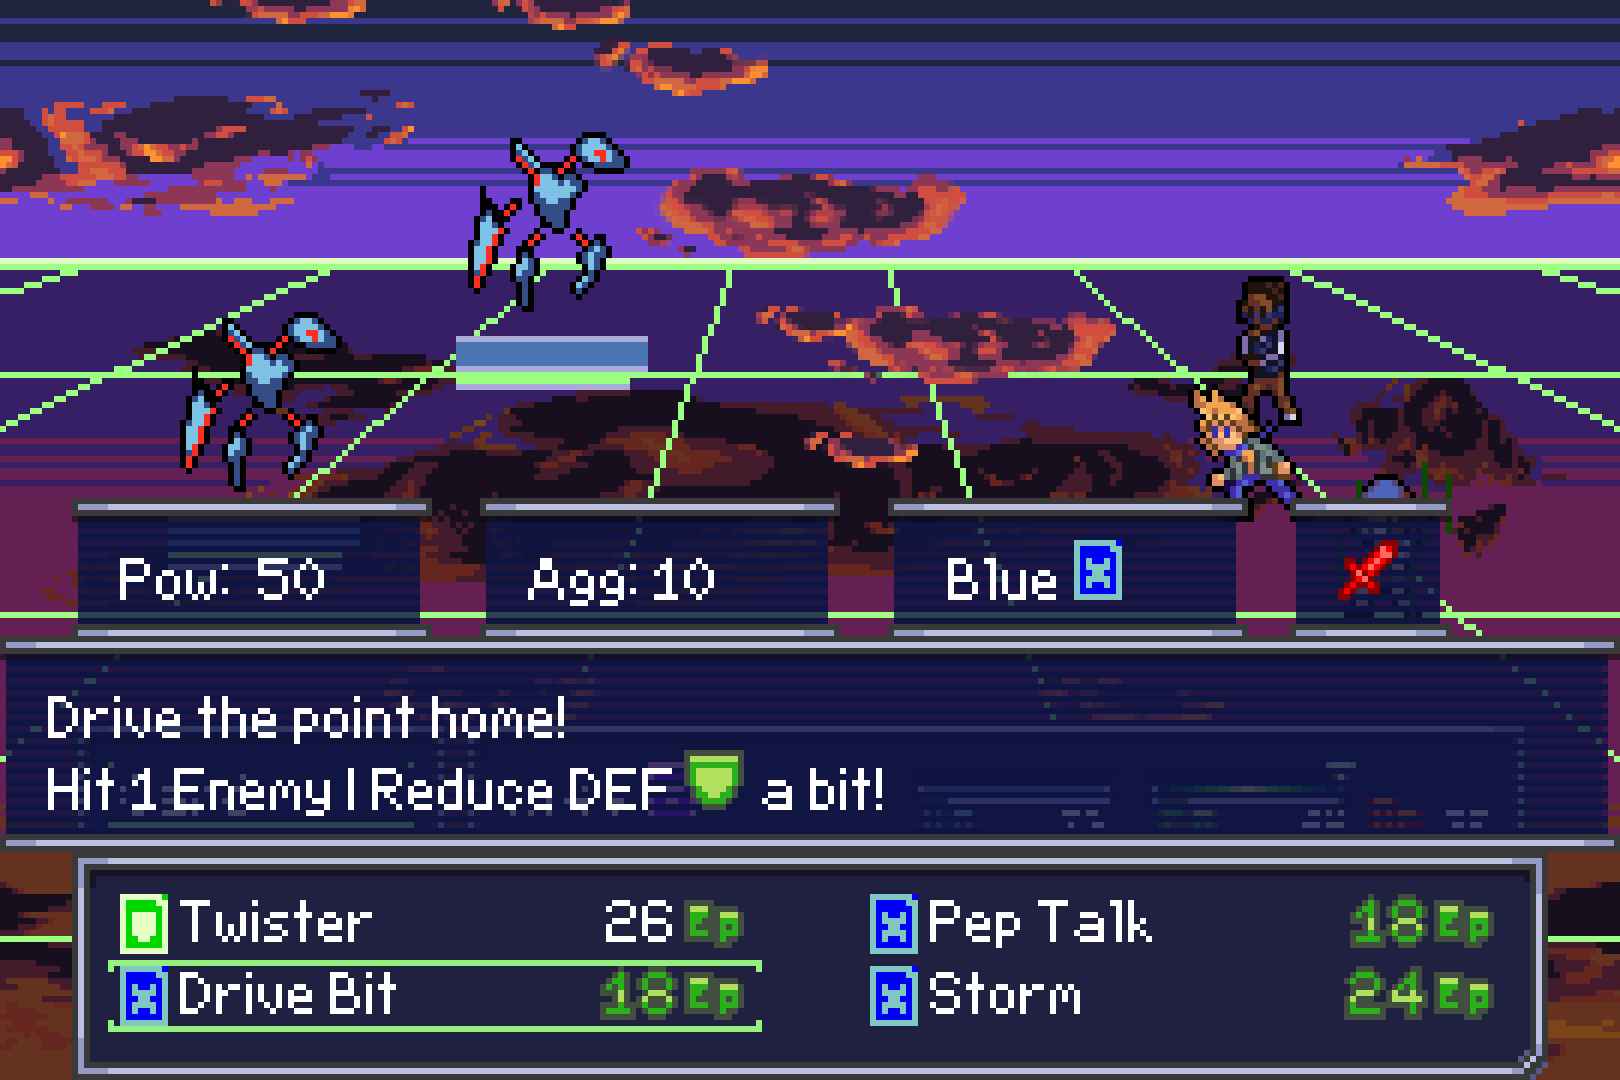 Pow: 50 Agg: 10 Blue
Drive the point home!
Hit 1 Enemy | Reduce DEF a bit!
Twister 26 Ep Pep Talk 18 Ep
Drive Bit 18 Ep Storm 24 Ep